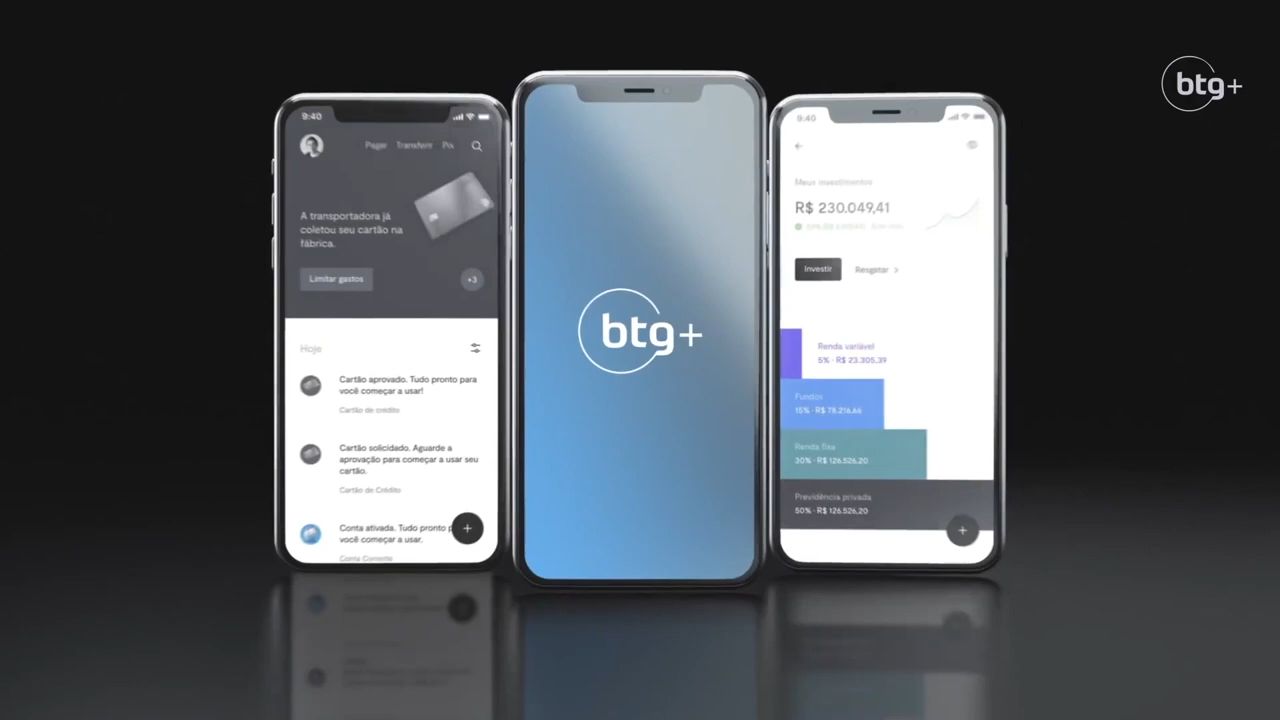 btg+
9:40
Pagar Transferir Pix
A transportadora já
coletou seu cartão na
fábrica.
Limitar gastos
+3
Hoje
Cartão aprovado. Tudo pronto para
você começar a usar!
Cartão de crédito
Cartão solicitado. Aguarde a
aprovação para começar a usar seu
cartão.
Cartão de Crédito
Conta ativada. Tudo pronto
você começar a usar.
Conta Corrente
btg+
9:40
Meus investimentos
R$ 230.049,41
Investir
Resgatar
Renda variável
5% · R$ 23.305,39
Fundos
15% · R$ 78.216,66
Renda fixa
30% · R$ 126.526,20
Previdência privada
50% · R$ 126.526,20